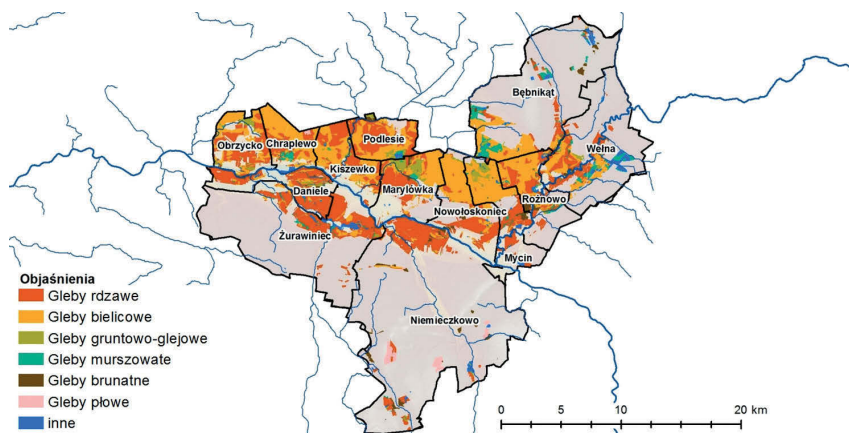 Bębnikąt
Wełna
Obrzycko
Chraplewo
Podlesie
Kiszewko
Daniele
Marylówka
Nowołoskoniec
Rożnowo
Żurawiniec
Mycin
Niemieczkowo
Objaśnienia
Gleby rdzawe
Gleby bielicowe
Gleby gruntowo-glejowe
Gleby murszowate
Gleby brunatne
Gleby płowe
inne
0 5 10 20 km